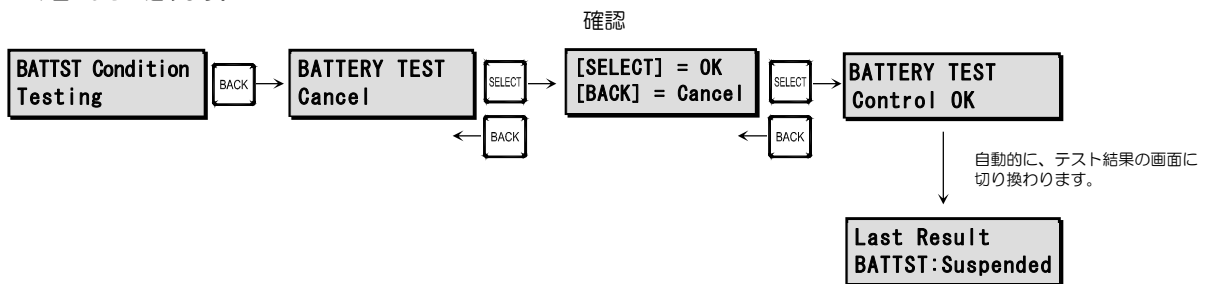 確認
BATTST Condition
Testing
BACK
BATTERY TEST
Cancel
SELECT
BACK
[SELECT] = OK
[BACK] = Cancel
SELECT
BACK
BATTERY TEST
Control OK
自動的に、テスト結果の画面に
切り換わります。
Last Result
BATTST:Suspended